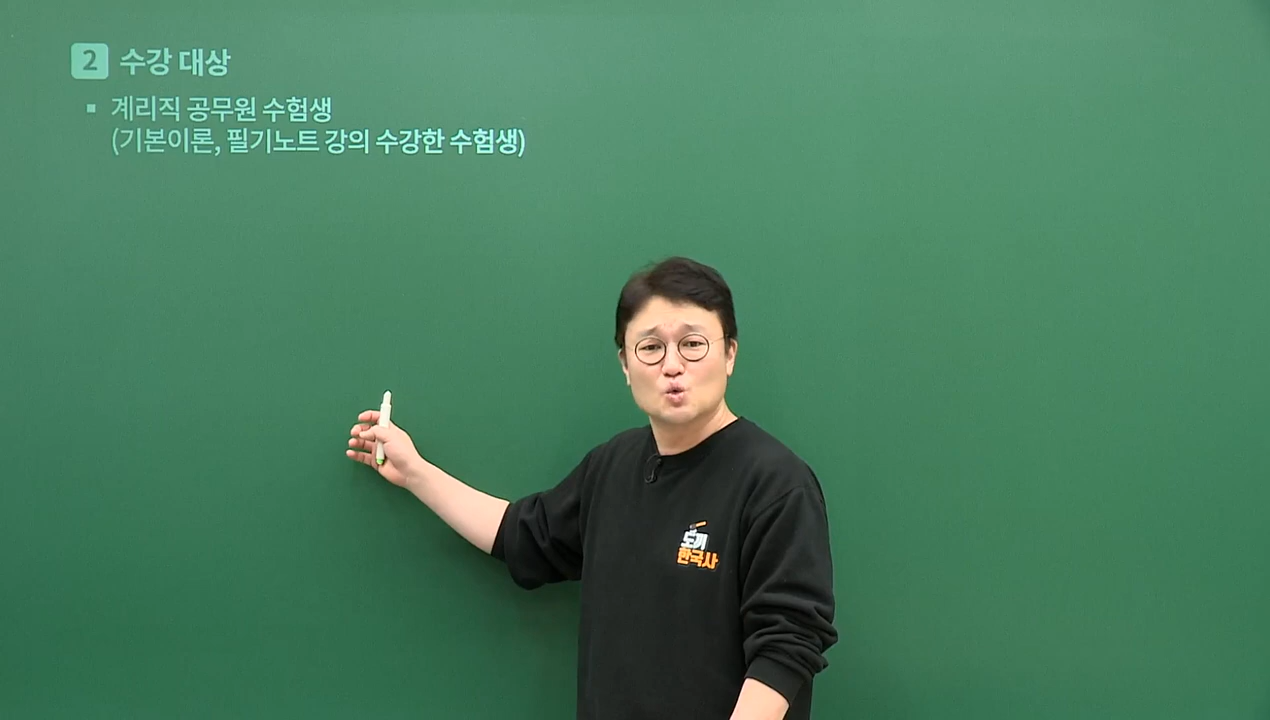 2 수강 대상
▪ 계리직 공무원 수험생
(기본이론, 필기노트 강의 수강한 수험생)
도끼
한국사